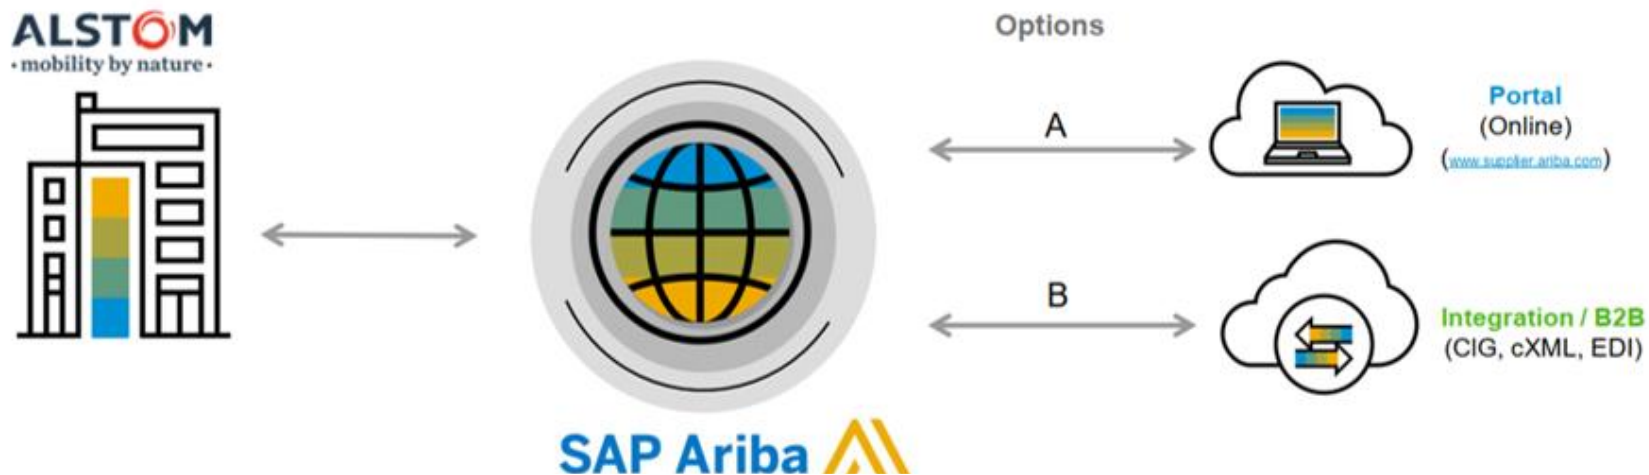 ALSTOM
• mobility by nature •
Options
A
Portal
(Online)
(www.supplier.ariba.com)
B
Integration / B2B
(CIG, cXML, EDI)
SAP Ariba